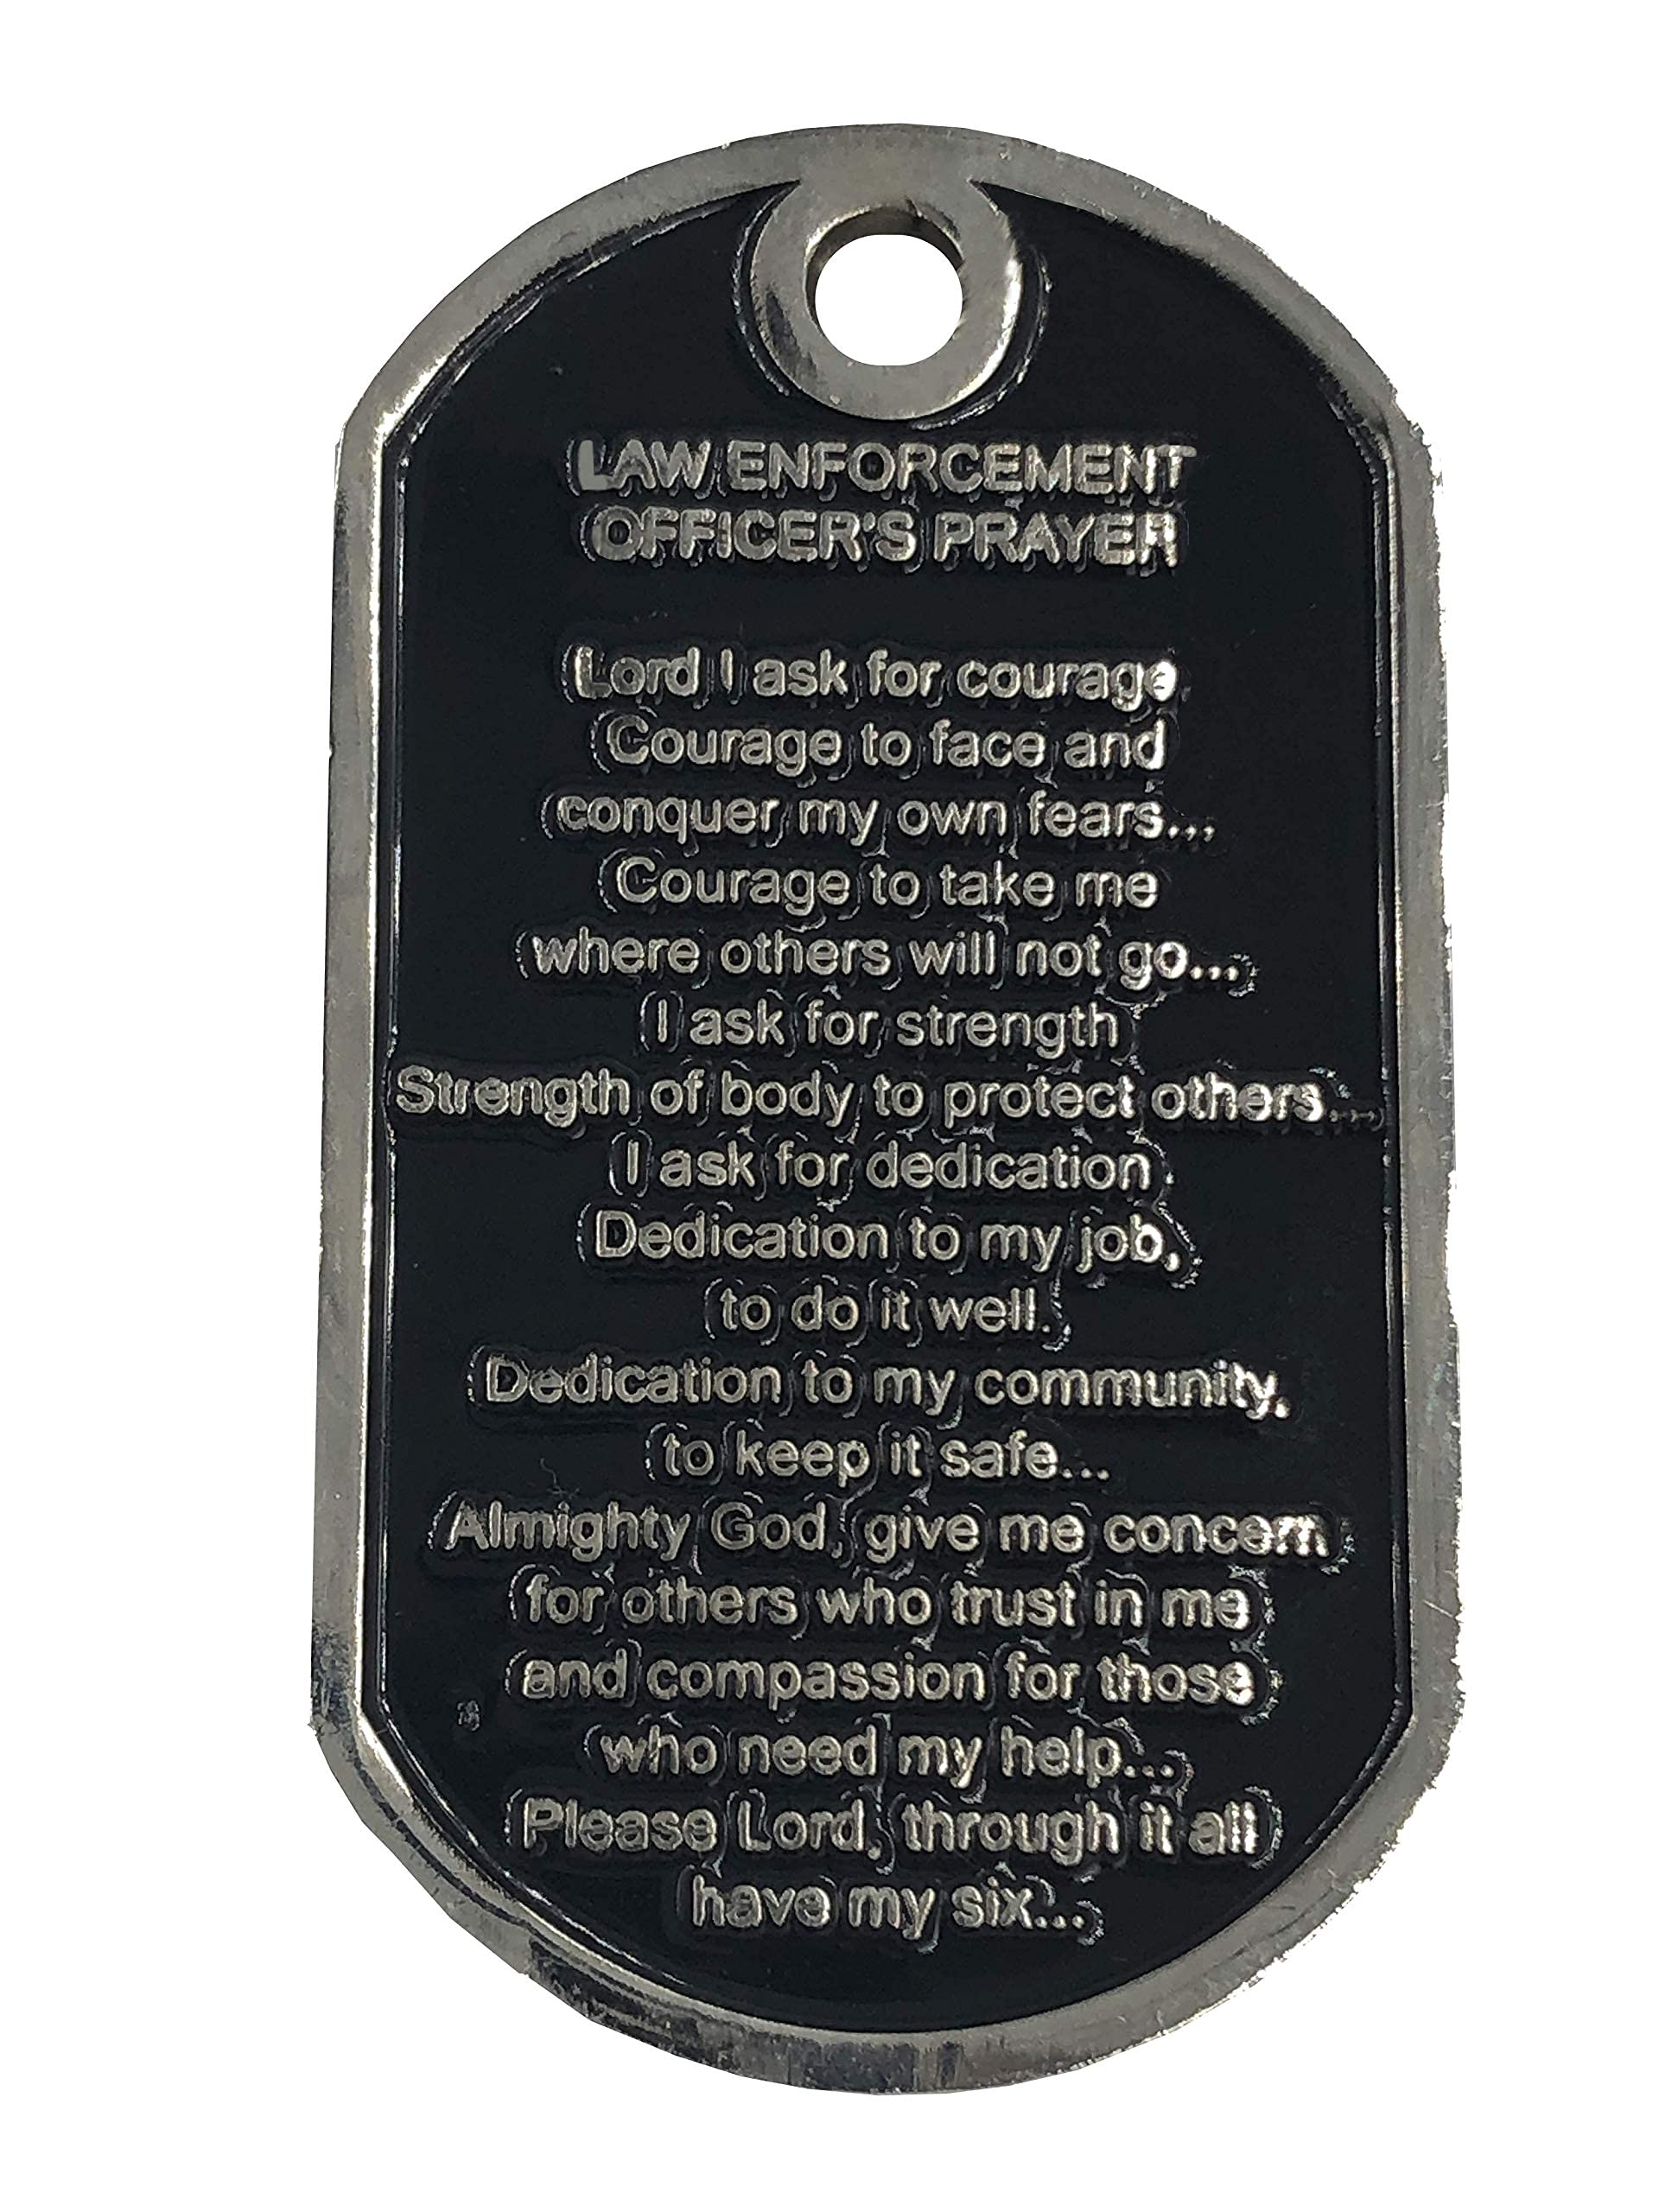 LAW ENFORCEMENT
OFFICER'S PRAYER
Lord I ask for courage
Courage to face and
conquer my own fears...
Courage to take me
where others will not go...
I ask for strength
Strength of body to protect others...
I ask for dedication
Dedication to my job,
to do it well.
Dedication to my community,
to keep it safe...
Almighty God, give me concern
for others who trust in me
and compassion for those
who need my help...
Please Lord, through it all
have my six...